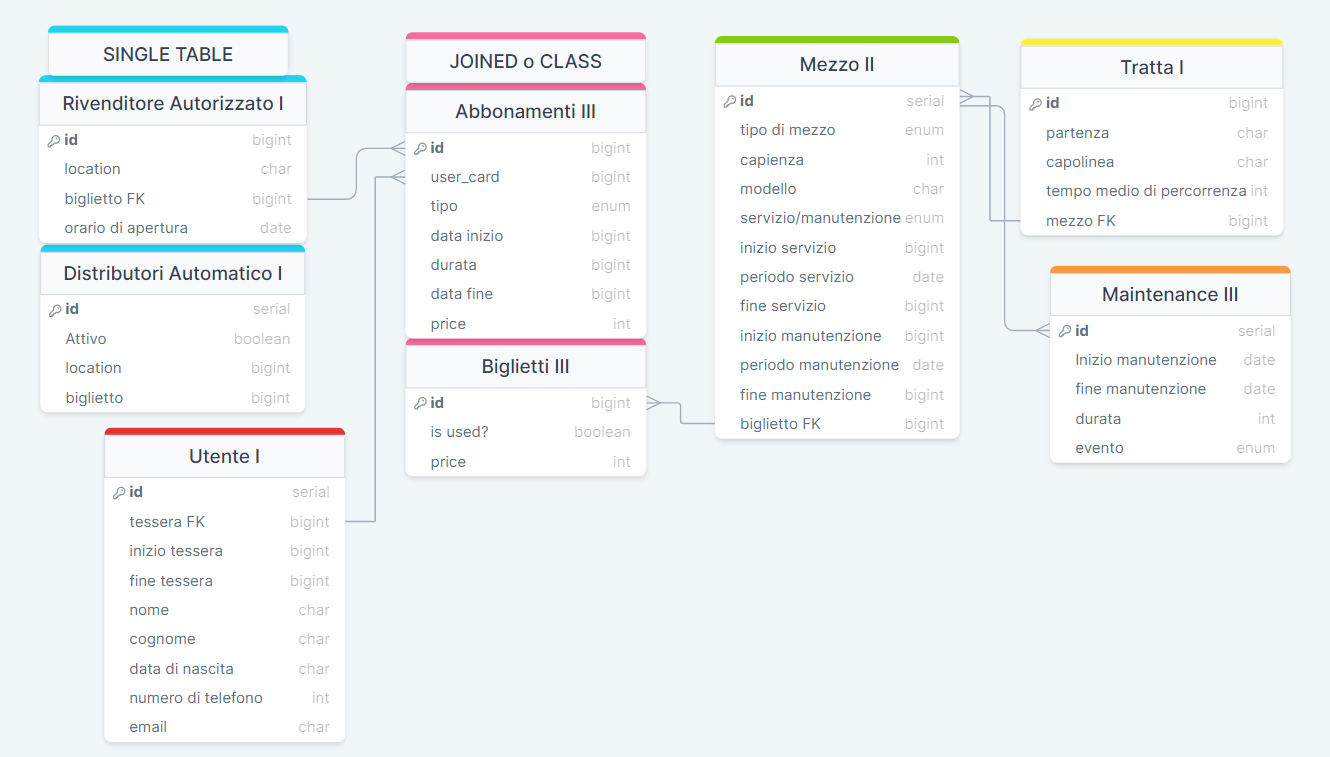 SINGLE TABLE
Rivenditore Autorizzato I
id bigint
location char
biglietto FK bigint
orario di apertura date
Distributori Automatico I
id serial
Attivo boolean
location bigint
biglietto bigint
Utente I
id serial
tessera FK bigint
inizio tessera bigint
fine tessera bigint
nome char
cognome char
data di nascita char
numero di telefono int
email char
JOINED o CLASS
Abbonamenti III
id bigint
user_card bigint
tipo enum
data inizio bigint
durata bigint
data fine bigint
price int
Biglietti III
id bigint
is used? boolean
price int
Mezzo II
id serial
tipo di mezzo enum
capienza int
modello char
servizio/manutenzione enum
inizio servizio bigint
periodo servizio date
fine servizio bigint
inizio manutenzione bigint
periodo manutenzione date
fine manutenzione bigint
biglietto FK bigint
Tratta I
id bigint
partenza char
capolinea char
tempo medio di percorrenza int
mezzo FK bigint
Maintenance III
id serial
Inizio manutenzione date
fine manutenzione date
durata int
evento enum